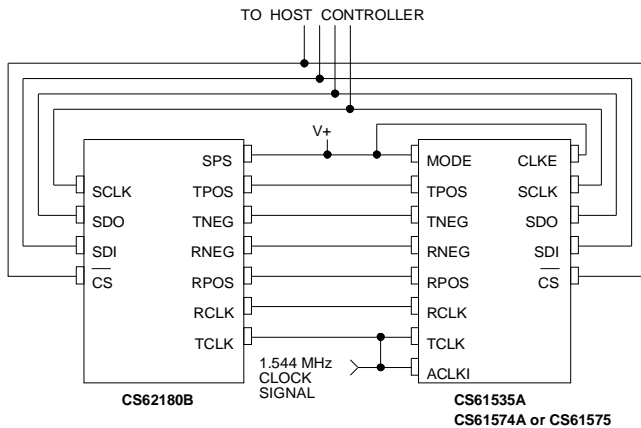 TO HOST CONTROLLER
V+
SPS
MODE
CLKE
SCLK
TPOS
TPOS
SCLK
SDO
TNEG
TNEG
SDO
SDI
RNEG
RNEG
SDI
CS
RPOS
RPOS
CS
RCLK
RCLK
TCLK
TCLK
1.544 MHz
CLOCK
SIGNAL
ACLKI
CS62180B
CS61535A
CS61574A or CS61575